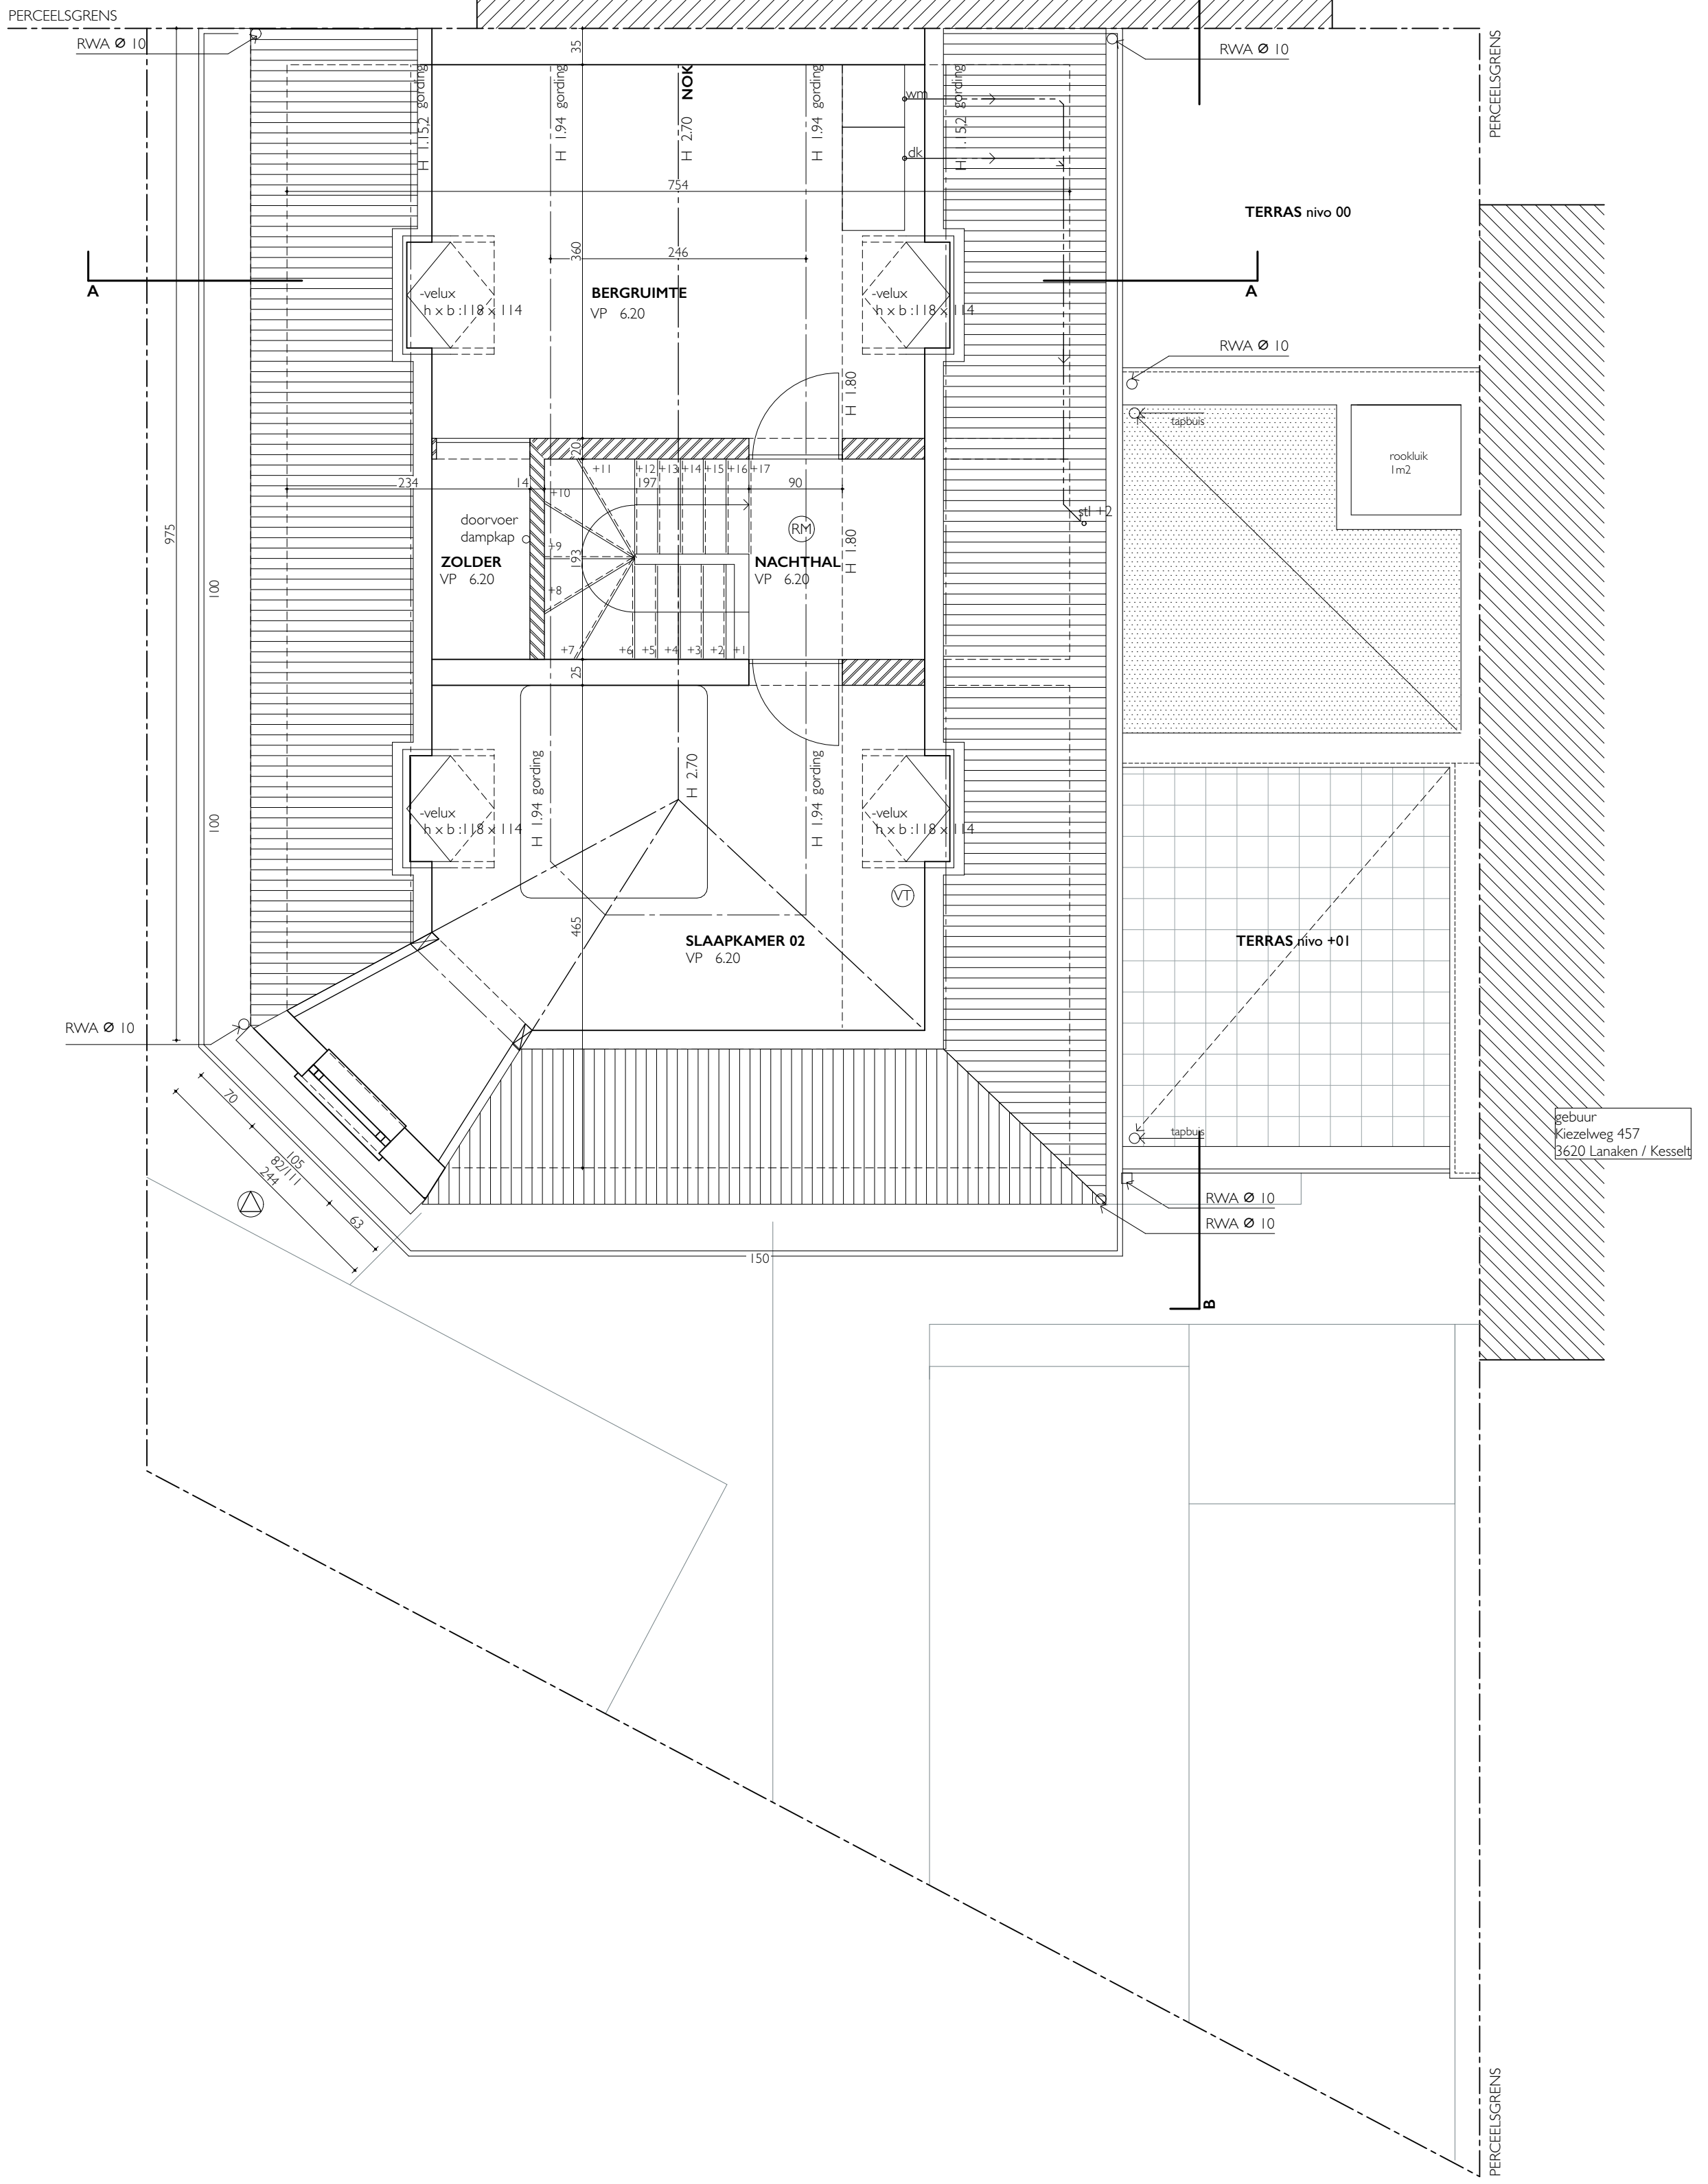 PERCEELSGRENS
RWA Ø 10
RWA Ø 10
PERCEELSGRENS
35
H 1.15,2 gording
H 1.94 gording
H 2.70 NOK
H 1.94 gording
H 1.15,2 gording
wm
dk
754
TERRAS nivo 00
360
246
A
A
-velux
h x b :118 x 114
BERGRUIMTE
VP 6.20
-velux
h x b :118 x 114
RWA Ø 10
H 1.80
tapbuis
rookluik
1m2
20
+11
+12
+13
+14
+15
+16
+17
234
14
197
90
+10
975
doorvoer
dampkap
RM
stl +2
+9
193
H 1.80
ZOLDER
VP 6.20
NACHTHAL
VP 6.20
100
+8
+7
+6
+5
+4
+3
+2
+1
25
H 1.94 gording
H 2.70
H 1.94 gording
100
-velux
h x b :118 x 114
-velux
h x b :118 x 114
VT
465
SLAAPKAMER 02
VP 6.20
TERRAS nivo +01
RWA Ø 10
70
105
82/111
244
63
tapbuis
gebuur
Kiezelweg 457
3620 Lanaken / Kesselt
RWA Ø 10
RWA Ø 10
150
B
PERCEELSGRENS